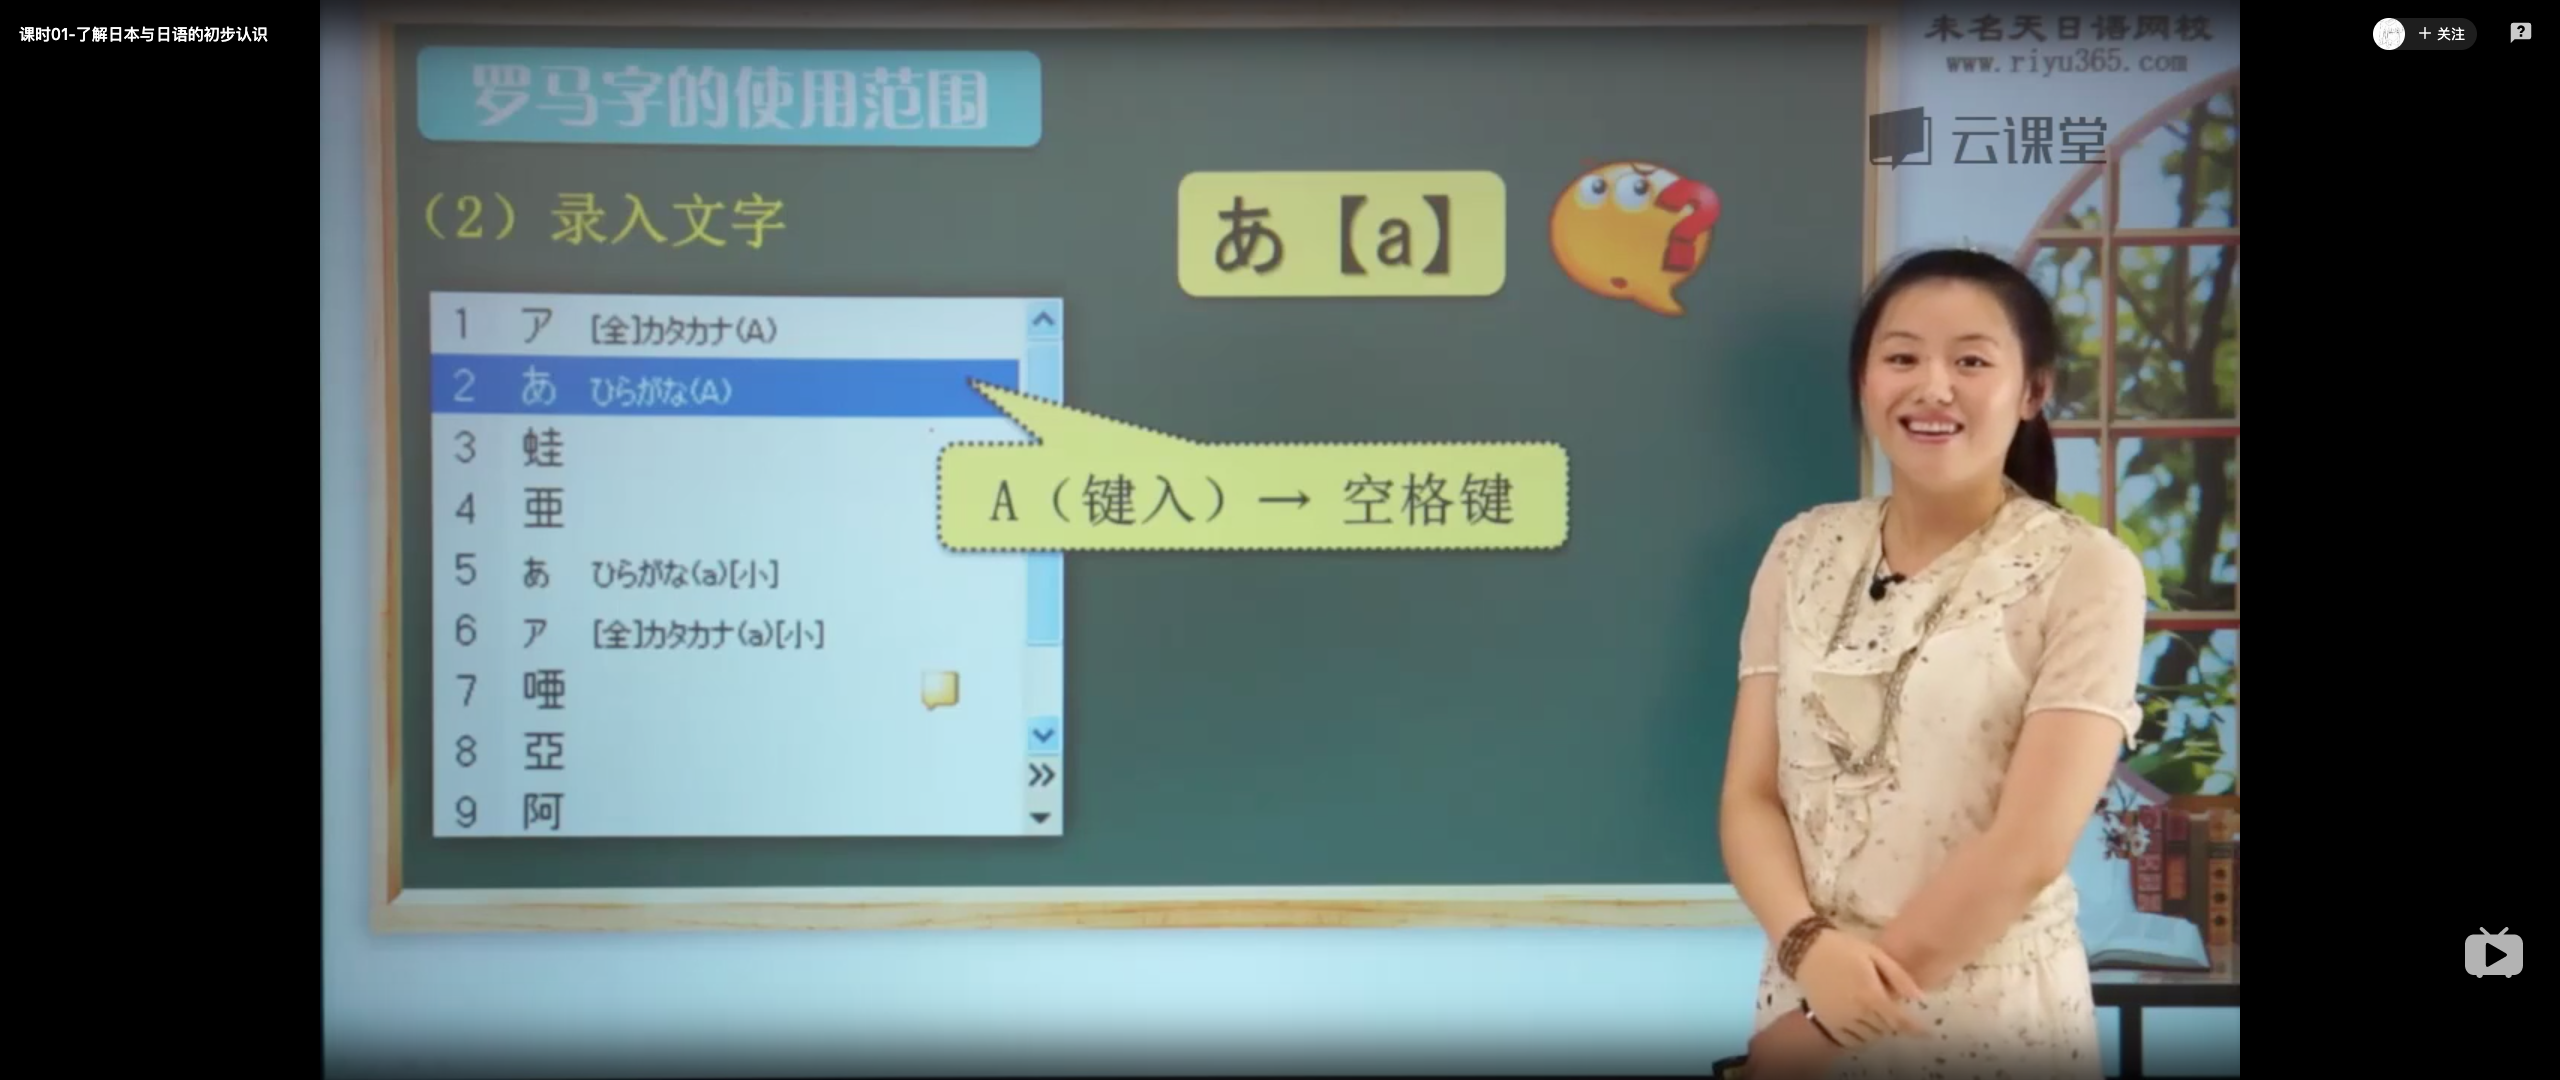 课时01-了解日本与日语的初步认识
+ 关注
未名天日语网校
www.riyu365.com
云课堂
罗马字的使用范围
（2）录入文字
あ【a】
1 ア [全]カタカナ(A)
2 あ ひらがな(A)
3 蛙
4 亜
5 ぁ ひらがな(a)[小]
6 ァ [全]カタカナ(a)[小]
7 唖
8 亞
9 阿
A（键入）→ 空格键